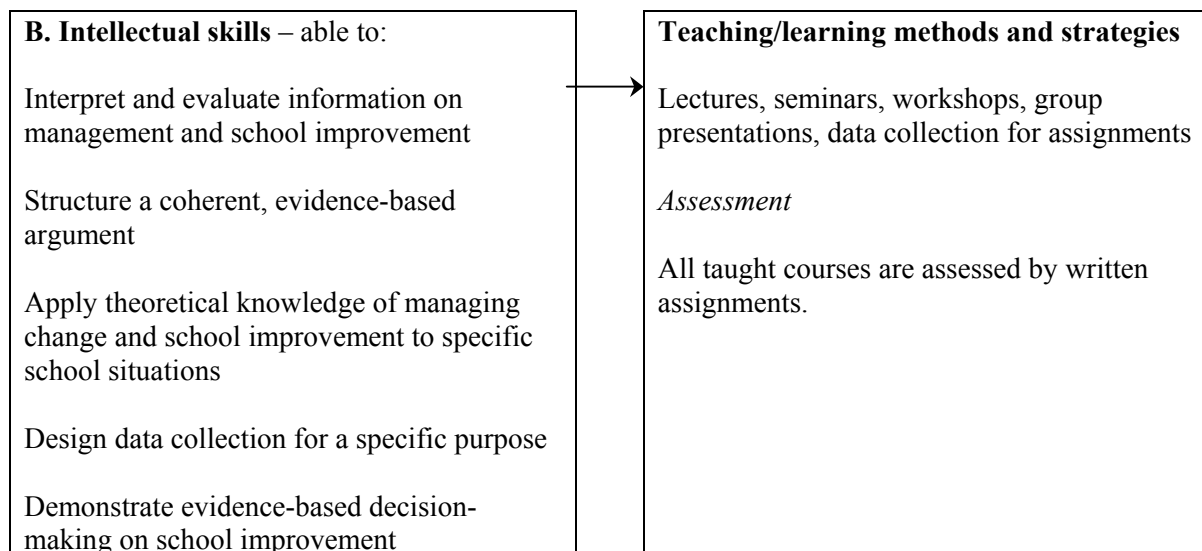 B. Intellectual skills – able to:
Interpret and evaluate information on
management and school improvement
Structure a coherent, evidence-based
argument
Apply theoretical knowledge of managing
change and school improvement to specific
school situations
Design data collection for a specific purpose
Demonstrate evidence-based decision-
making on school improvement
Teaching/learning methods and strategies
Lectures, seminars, workshops, group
presentations, data collection for assignments
Assessment
All taught courses are assessed by written
assignments.